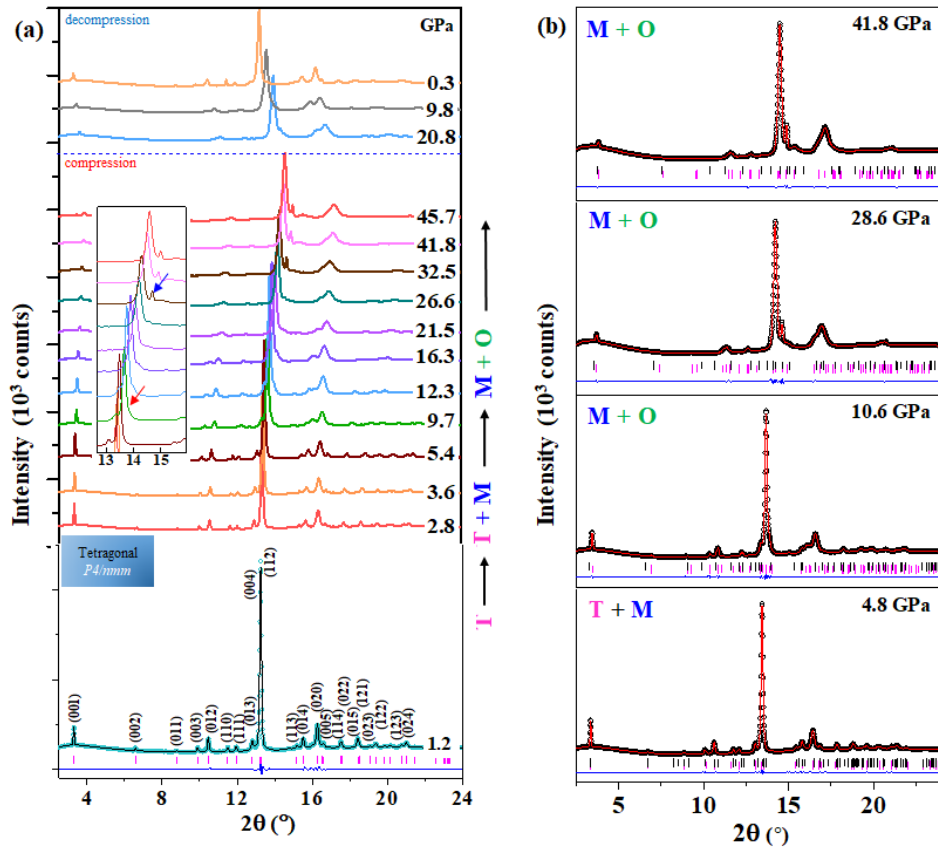 (a)
decompression
GPa
0.3
9.8
20.8
compression
45.7
41.8
32.5
26.6
21.5
16.3
12.3
9.7
5.4
3.6
2.8
13 14 15
Tetragonal
P4/nmm
(001)
(002)
(011)
(003)
(012)
(110)
(111)
(013)
(004)
(112)
(113)
(014)
(020)
(005)
(114)
(022)
(015)
(121)
(023)
(122)
(123)
(024)
1.2
4 8 12 16 20 24
2θ (°)
Intensity (10³ counts)
T
T + M
M + O
(b)
M + O
41.8 GPa
M + O
28.6 GPa
M + O
10.6 GPa
T + M
4.8 GPa
5 10 15 20
2θ (°)
Intensity (10³ counts)